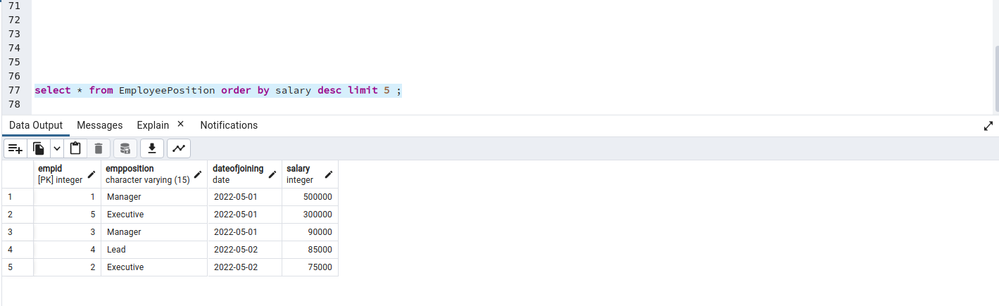 71
72
73
74
75
76
77 select * from EmployeePosition order by salary desc limit 5 ;
78
Data Output Messages Explain × Notifications
empid empposition dateofjoining salary
[PK] integer character varying (15) date integer
1 1 Manager 2022-05-01 500000
2 5 Executive 2022-05-01 300000
3 3 Manager 2022-05-01 90000
4 4 Lead 2022-05-02 85000
5 2 Executive 2022-05-02 75000